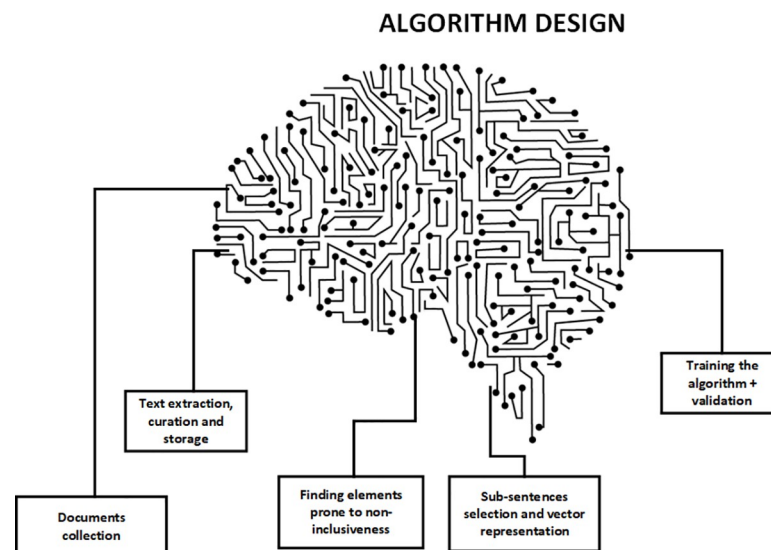 ALGORITHM DESIGN
Training the
algorithm +
validation
Text extraction,
curation and
storage
Finding elements
prone to non-
inclusiveness
Sub-sentences
selection and vector
representation
Documents
collection